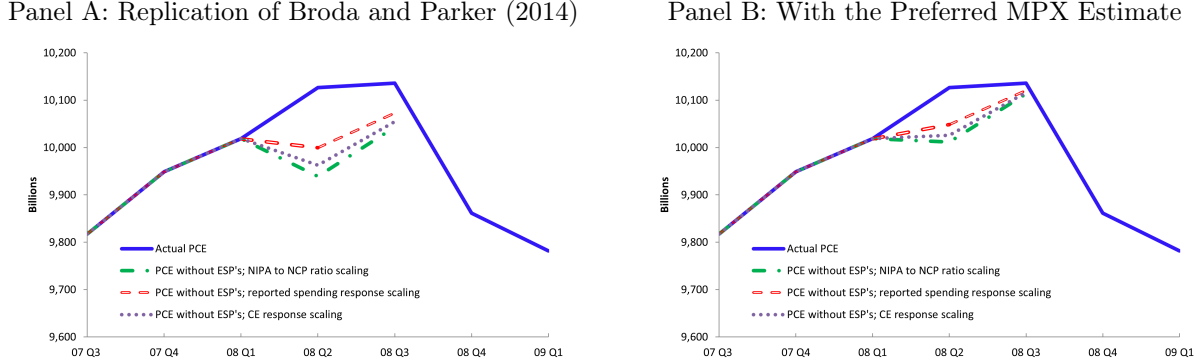 Panel A: Replication of Broda and Parker (2014)
10,200
10,100
10,000
9,900
9,800
9,700
9,600
Billions
Actual PCE
PCE without ESP's; NIPA to NCP ratio scaling
PCE without ESP's; reported spending response scaling
PCE without ESP's; CE response scaling
07 Q3 07 Q4 08 Q1 08 Q2 08 Q3 08 Q4 09 Q1
Panel B: With the Preferred MPX Estimate
10,200
10,100
10,000
9,900
9,800
9,700
9,600
Billions
Actual PCE
PCE without ESP's; NIPA to NCP ratio scaling
PCE without ESP's; reported spending response scaling
PCE without ESP's; CE response scaling
07 Q3 07 Q4 08 Q1 08 Q2 08 Q3 08 Q4 09 Q1